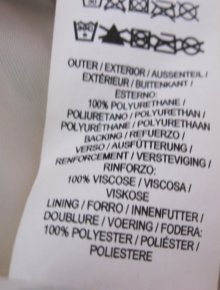 OUTER / EXTERIOR / AUSSENTEIL /
EXTÉRIEUR / BUITENKANT /
ESTERNO:
100% POLYURETHANE /
POLIURETANO / POLYURETHAN /
POLYURÉTHANE / POLYURETHAAN
BACKING / REFUERZO /
VERSO / AUSFÜTTERUNG /
RENFORCEMENT / VERSTEVIGING /
RINFORZO:
100% VISCOSE / VISCOSA /
VISKOSE
LINING / FORRO / INNENFUTTER /
DOUBLURE / VOERING / FODERA:
100% POLYESTER / POLIÉSTER /
POLIESTERE